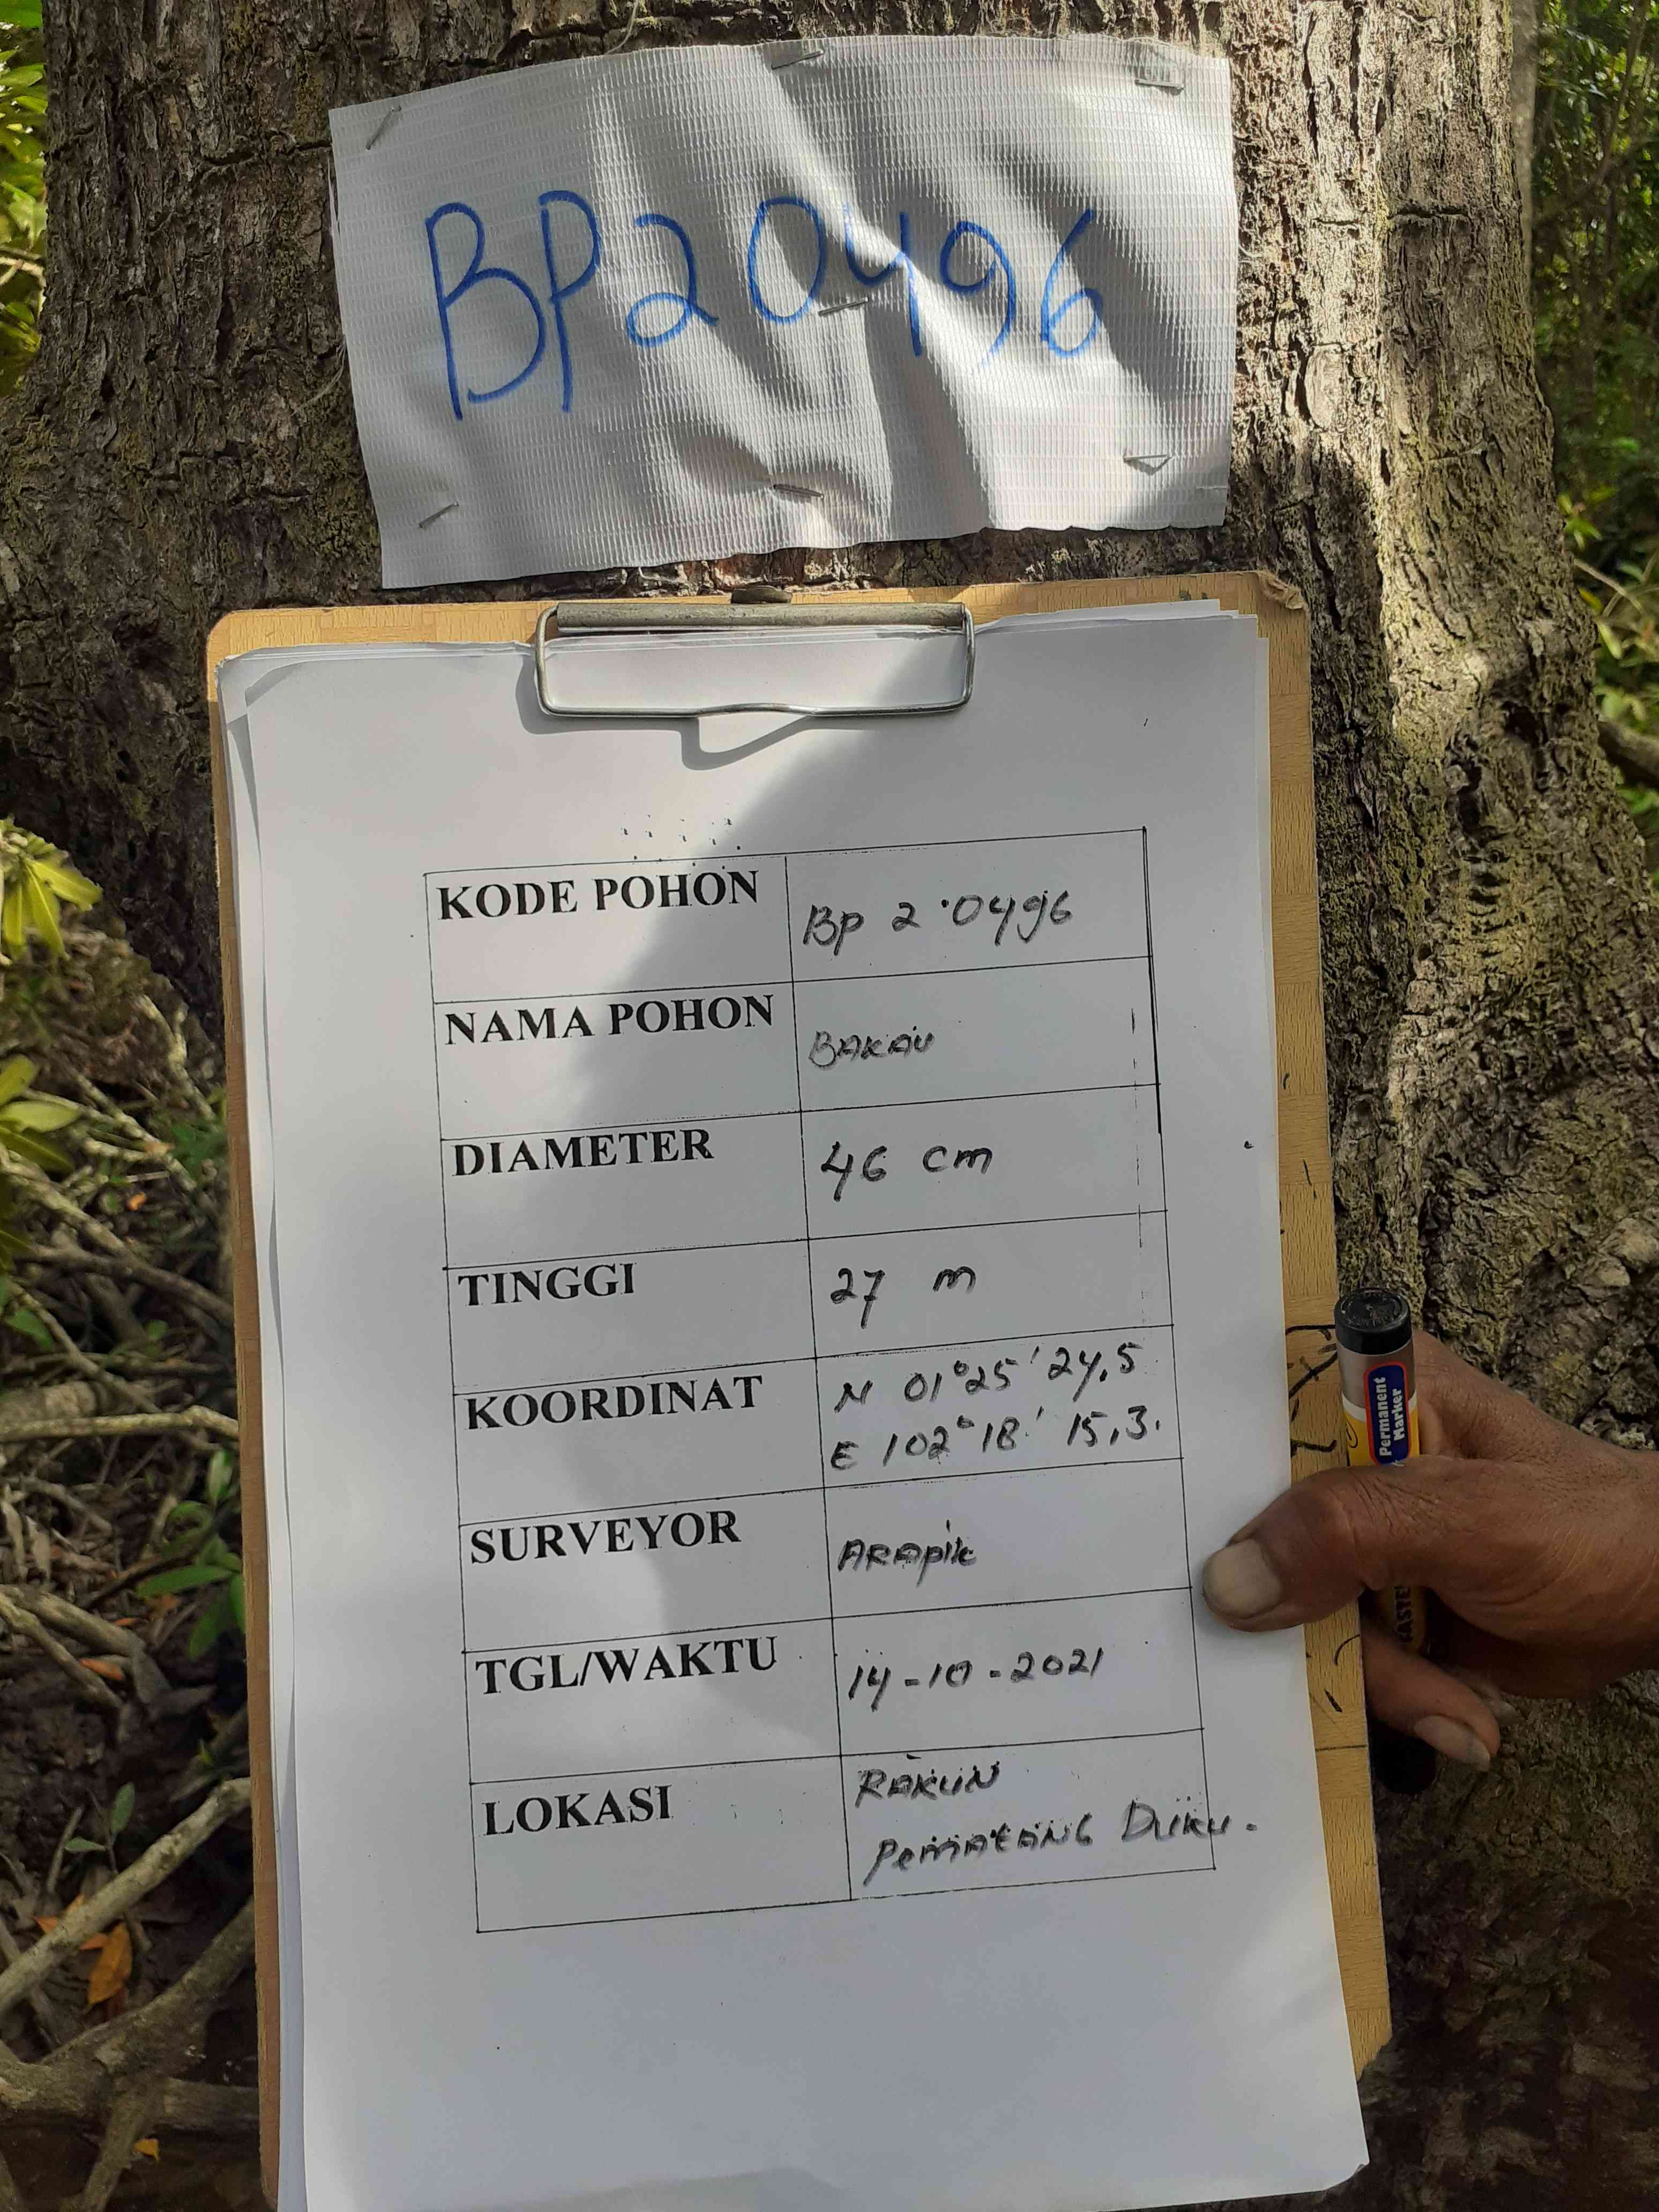 BP20496
KODE POHON Bp 2 0496
NAMA POHON BAKAU
DIAMETER 46 cm
TINGGI 27 m
KOORDINAT N 01°25' 24,5
E 102°18' 15,3.
SURVEYOR ARApik
TGL/WAKTU 14-10-2021
LOKASI RAKUN
PemAtANG Duku.
Permanent
Marker